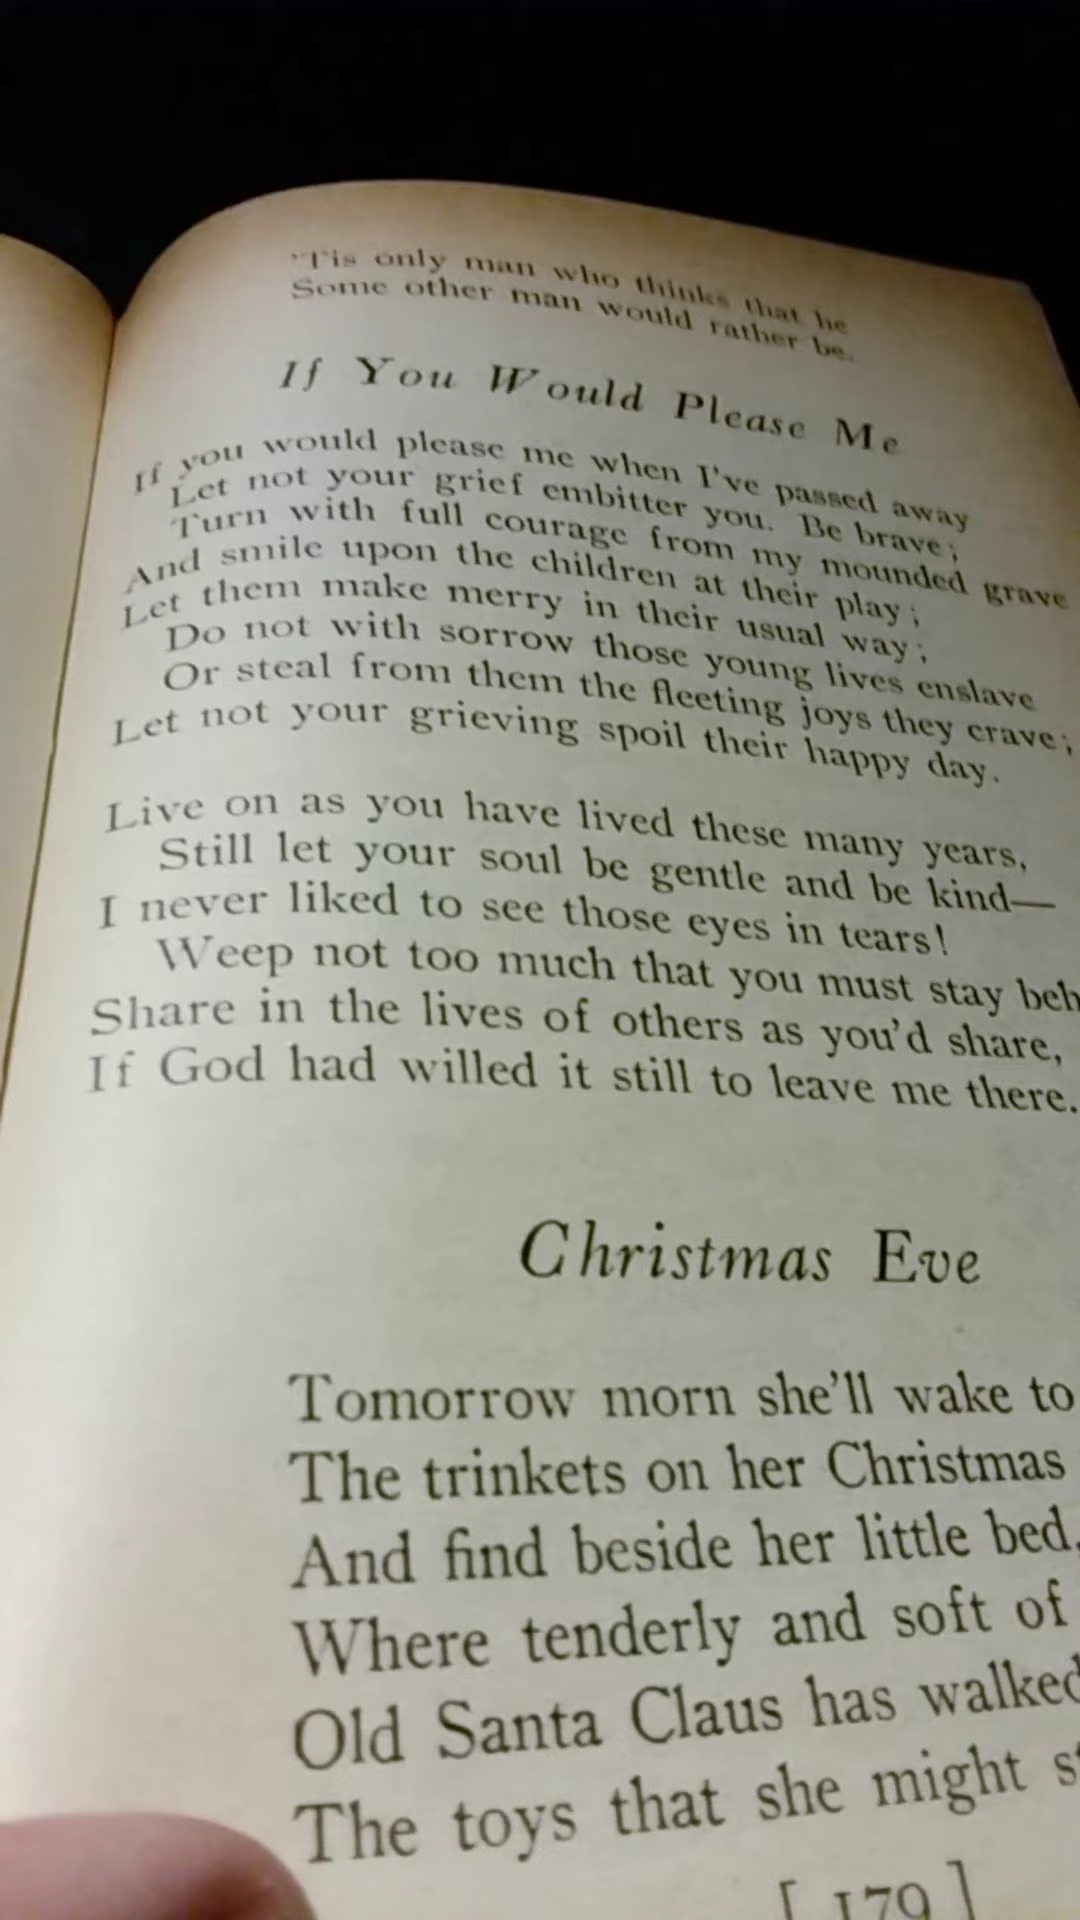 'Tis only man who thinks that he
Some other man would rather be.
If You Would Please Me
If you would please me when I've passed away
Let not your grief embitter you. Be brave;
Turn with full courage from my mounded grave
And smile upon the children at their play;
Let them make merry in their usual way;
Do not with sorrow those young lives enslave
Or steal from them the fleeting joys they crave;
Let not your grieving spoil their happy day.
Live on as you have lived these many years,
Still let your soul be gentle and be kind—
I never liked to see those eyes in tears!
Weep not too much that you must stay beh
Share in the lives of others as you'd share,
If God had willed it still to leave me there.
Christmas Eve
Tomorrow morn she'll wake to
The trinkets on her Christmas
And find beside her little bed,
Where tenderly and soft of
Old Santa Claus has walked
The toys that she might
[ 179 ]